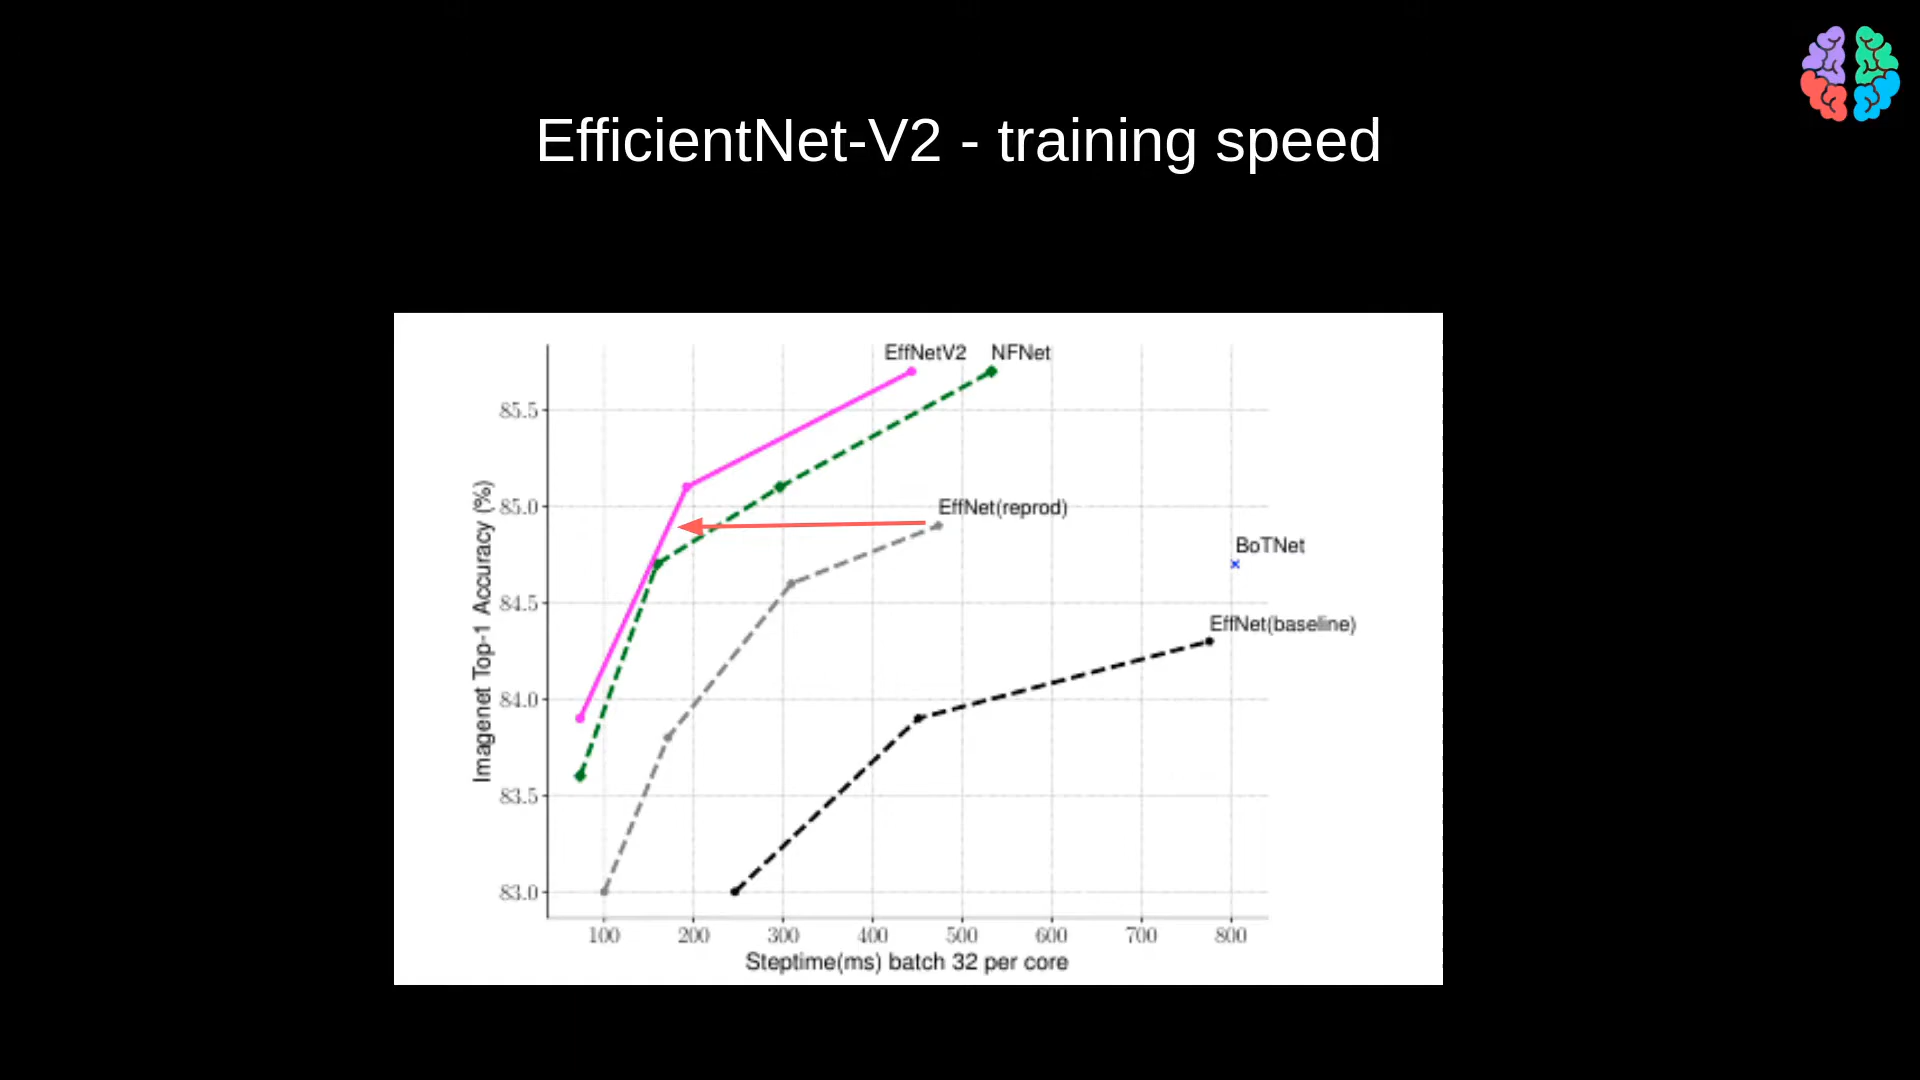 EfficientNet-V2 - training speed
EffNetV2 NFNet
85.5
EffNet(reprod)
85.0
BoTNet
84.5
EffNet(baseline)
84.0
83.5
83.0
Imagenet Top-1 Accuracy (%)
100 200 300 400 500 600 700 800
Steptime(ms) batch 32 per core